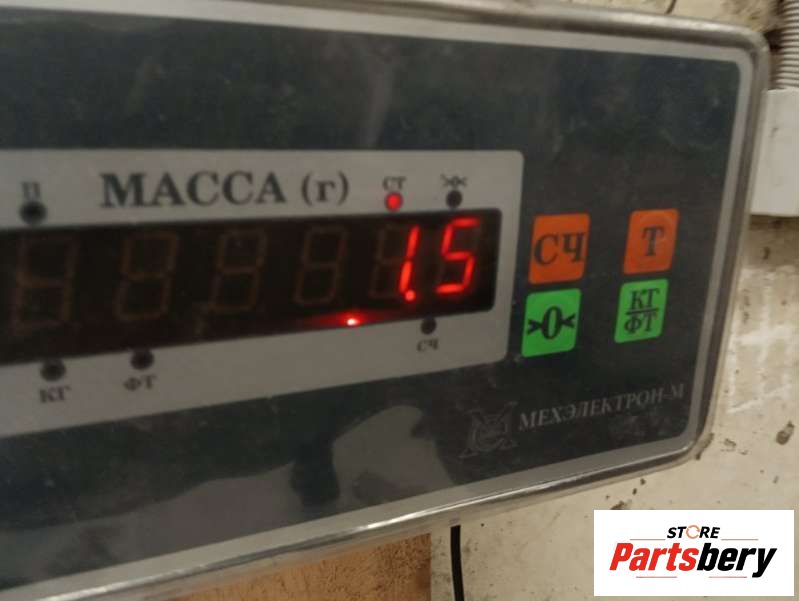 П
МАССА (г)
СТ
1.5
СЧ
Т
>0<
КГ
ФТ
КГ
ФТ
СЧ
МЕХЭЛЕКТРОН-М
STORE
Partsbery